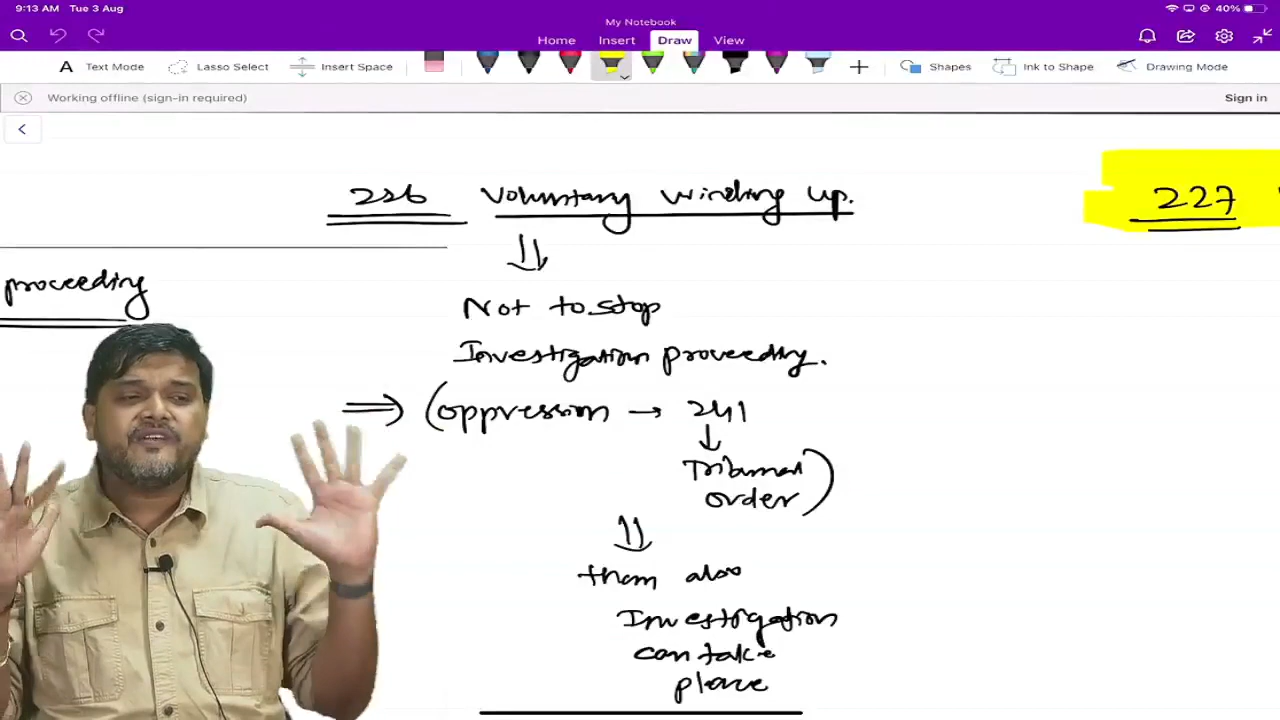 9:13 AM Tue 3 Aug
40%
My Notebook
Home Insert Draw View
Text Mode Lasso Select Insert Space Shapes Ink to Shape Drawing Mode
Working offline (sign-in required) Sign in
226 Voluntary winding up.
227
proceeding
Not to stop
Investigation proceeding.
(oppression → 241
Tribunal
order)
them also
Investigation
can take
place